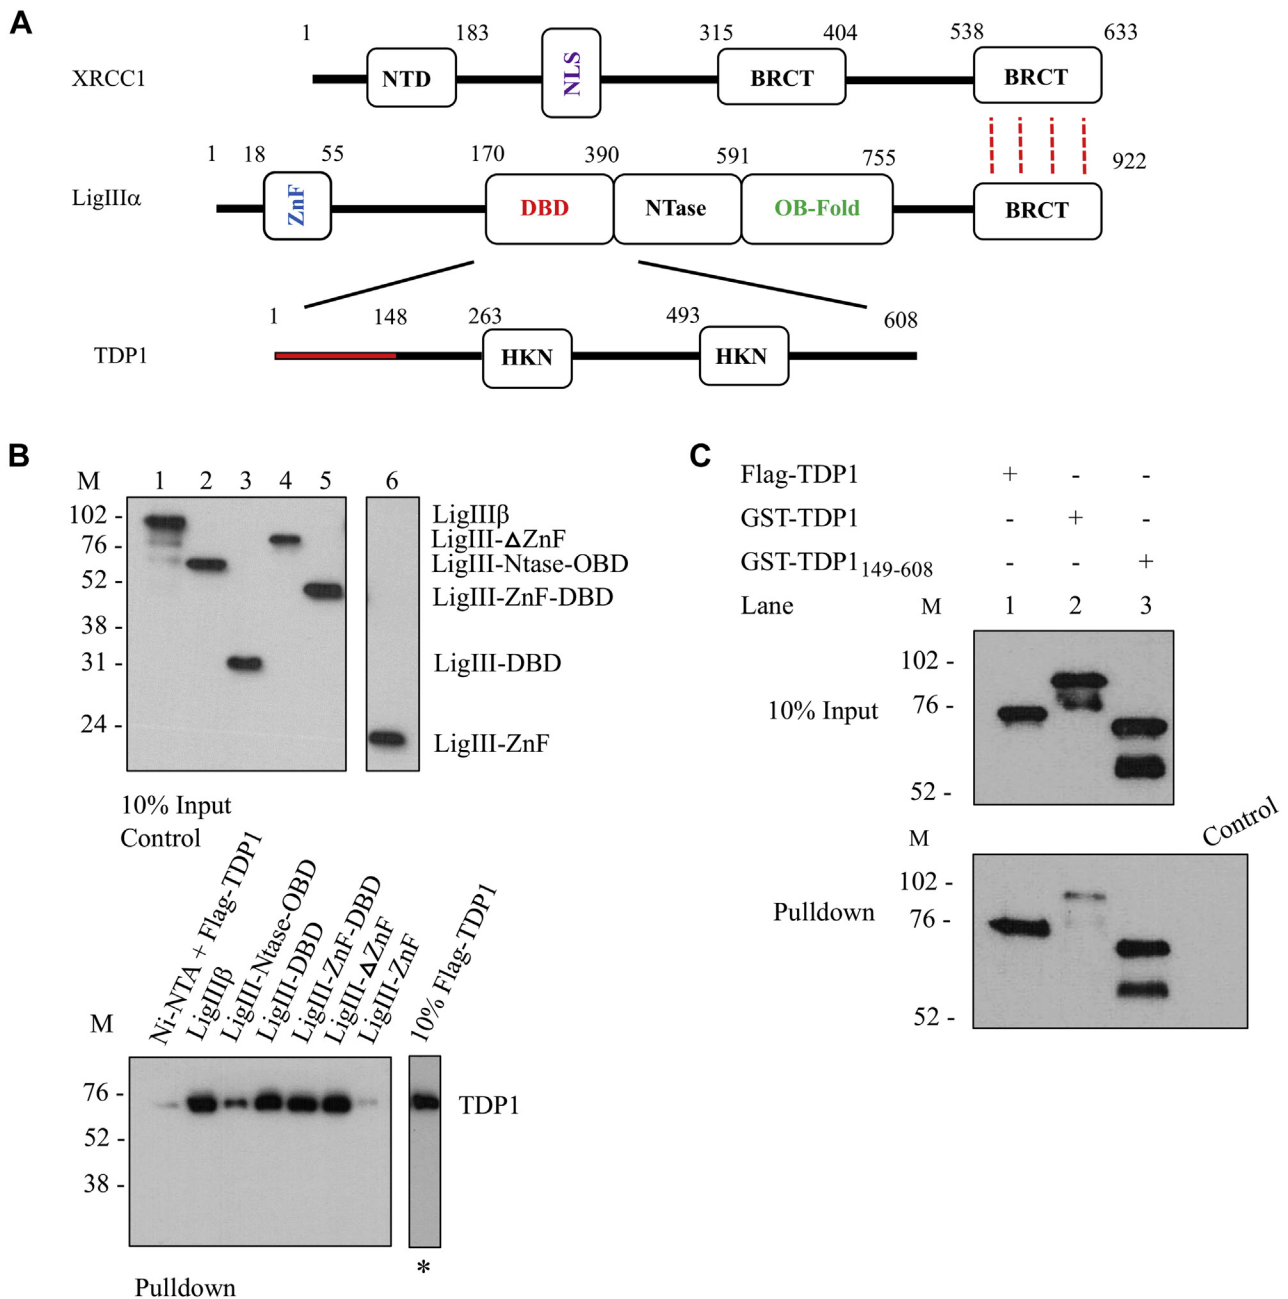 A
1 183 315 404 538 633
XRCC1 NTD NLS BRCT BRCT
1 18 55 170 390 591 755 922
LigIIIα ZnF DBD NTase OB-Fold BRCT
1 148 263 493 608
TDP1 HKN HKN
B
M 1 2 3 4 5 6
102 -
76 -
52 -
38 -
31 -
24 -
LigIIIβ
LigIII-ΔZnF
LigIII-Ntase-OBD
LigIII-ZnF-DBD
LigIII-DBD
LigIII-ZnF
10% Input
Control
M
Ni-NTA + Flag-TDP1
LigIIIβ
LigIII-Ntase-OBD
LigIII-DBD
LigIII-ZnF-DBD
LigIII-ΔZnF
LigIII-ZnF
10% Flag-TDP1
76 -
52 -
38 -
TDP1
*
Pulldown
C
Flag-TDP1 + - -
GST-TDP1 - + -
GST-TDP1149-608 - - +
Lane M 1 2 3
102 -
76 -
52 -
10% Input
M
Control
102 -
76 -
52 -
Pulldown